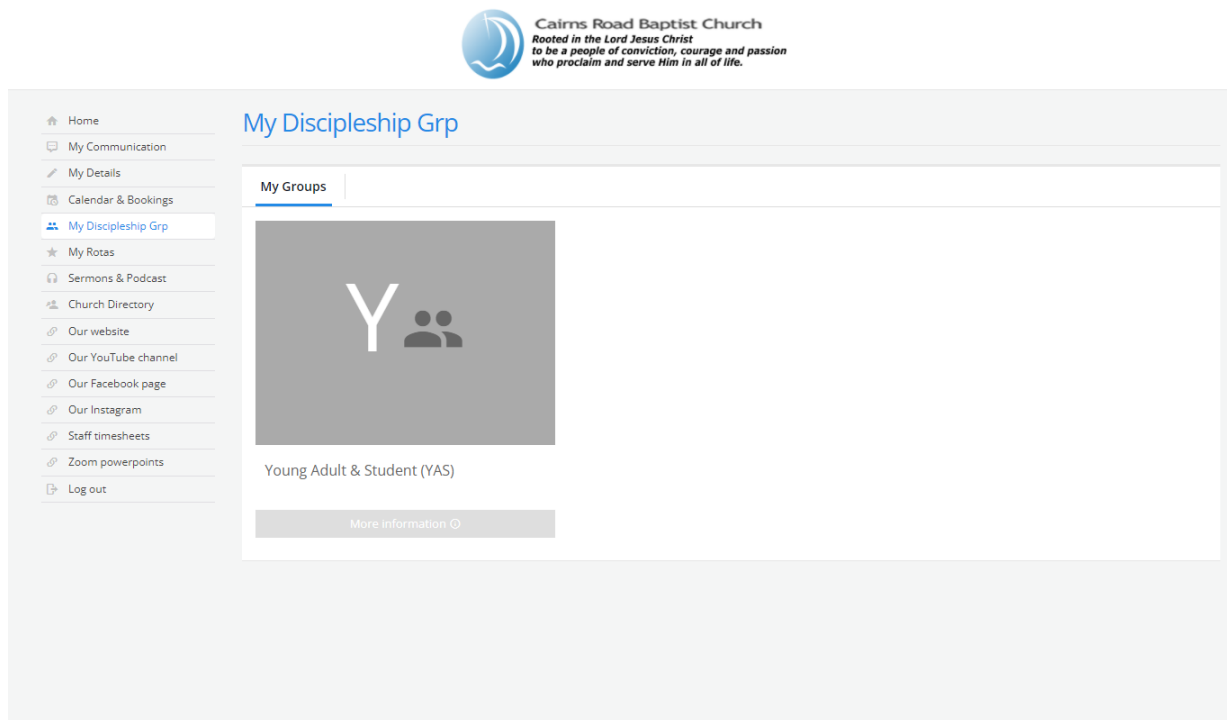 Cairns Road Baptist Church
Rooted in the Lord Jesus Christ
to be a people of conviction, courage and passion
who proclaim and serve Him in all of life.
Home
My Communication
My Details
Calendar & Bookings
My Discipleship Grp
My Rotas
Sermons & Podcast
Church Directory
Our website
Our YouTube channel
Our Facebook page
Our Instagram
Staff timesheets
Zoom powerpoints
Log out
My Discipleship Grp
My Groups
Y
Young Adult & Student (YAS)
More information